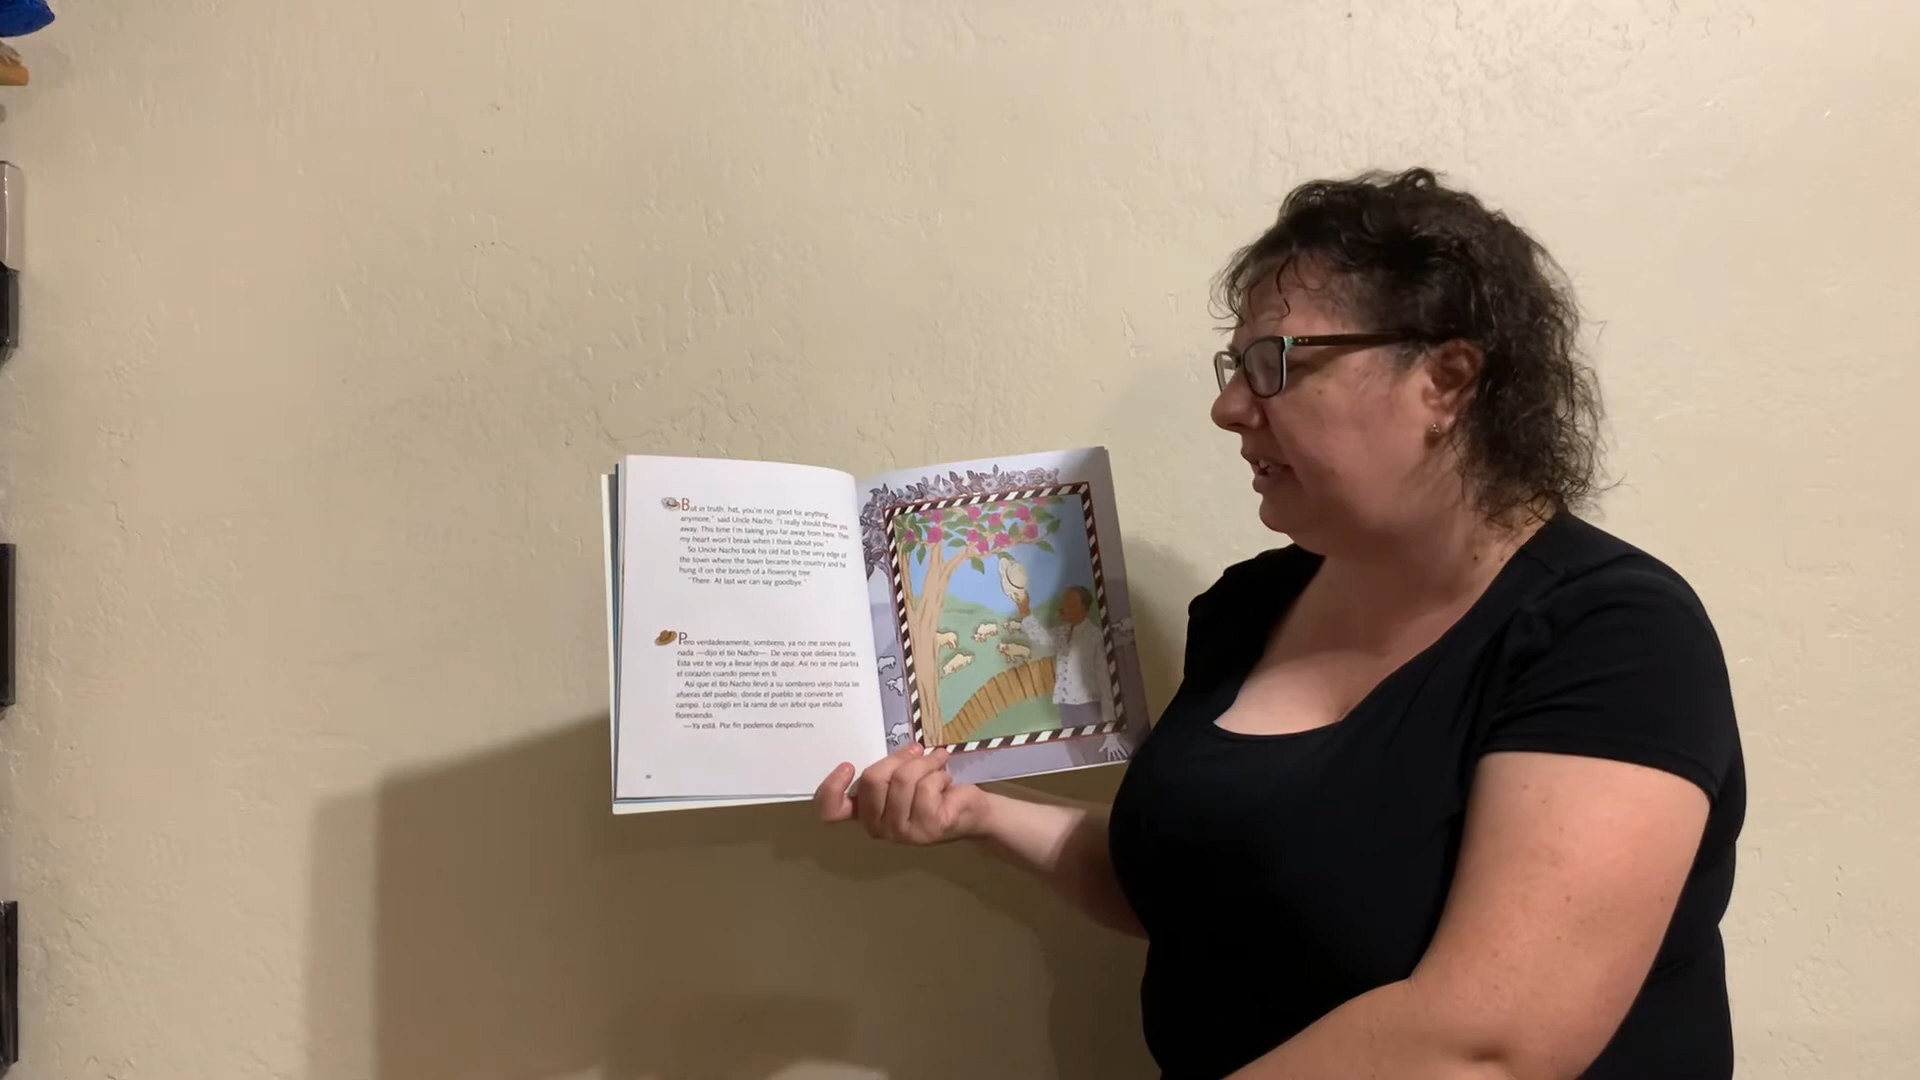 But in truth, hat, you're not good for anything
anymore," said Uncle Nacho. "I really should throw you
away. This time I'm taking you far away from here. Then
my heart won't break when I think about you."
So Uncle Nacho took his old hat to the very edge of
the town where the town became the country and he
hung it on the branch of a flowering tree.
"There. At last we can say goodbye."
Pero verdaderamente, sombrero, ya no me sirves para
nada —dijo el tío Nacho—. De veras que debiera tirarte.
Esta vez te voy a llevar lejos de aquí. Así no se me partirá
el corazón cuando piense en ti.
Así que el tío Nacho llevó a su sombrero viejo hasta las
afueras del pueblo, donde el pueblo se convierte en
campo. Lo colgó en la rama de un árbol que estaba
floreciendo.
—Ya está. Por fin podemos despedirnos.